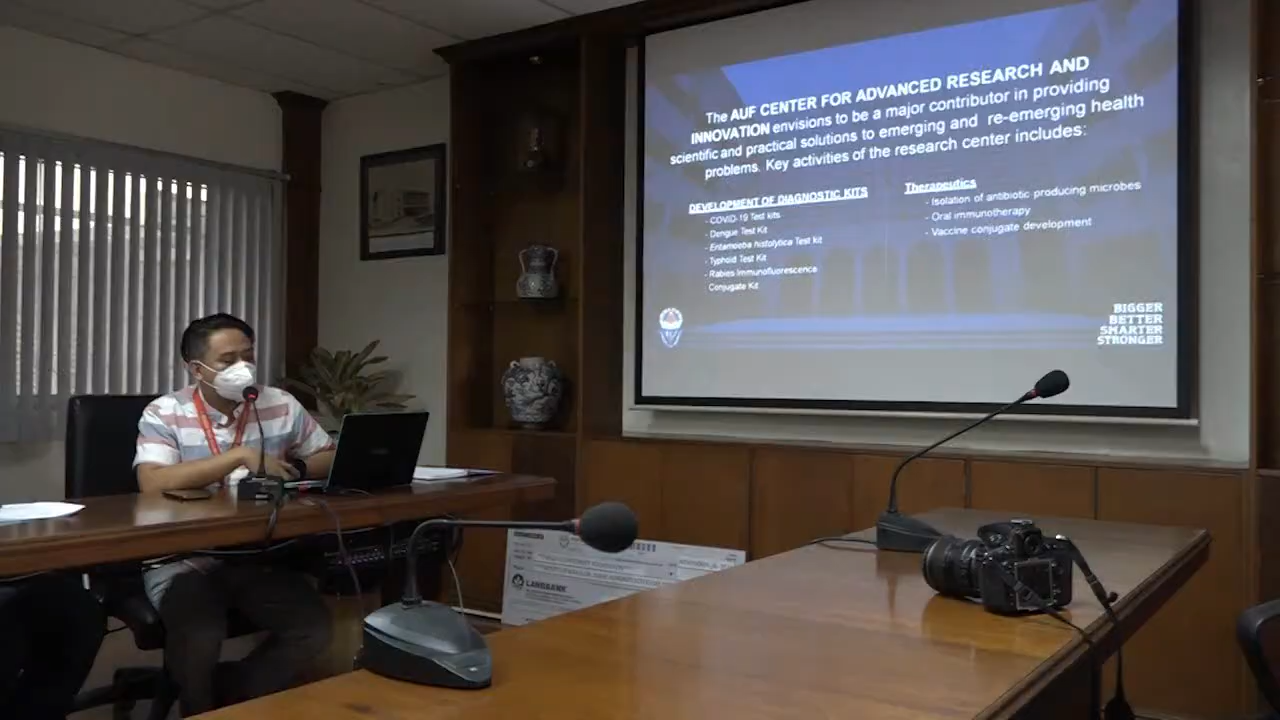 The AUF CENTER FOR ADVANCED RESEARCH AND
INNOVATION envisions to be a major contributor in providing
scientific and practical solutions to emerging and re-emerging health
problems. Key activities of the research center includes:
DEVELOPMENT OF DIAGNOSTIC KITS
- COVID-19 Test kits
- Dengue Test Kit
- Entamoeba histolytica Test kit
- Typhoid Test Kit
- Rabies Immunofluorescence
Conjugate Kit
Therapeutics
- Isolation of antibiotic producing microbes
- Oral immunotherapy
- Vaccine conjugate development
BIGGER
BETTER
SMARTER
STRONGER
LANDBANK